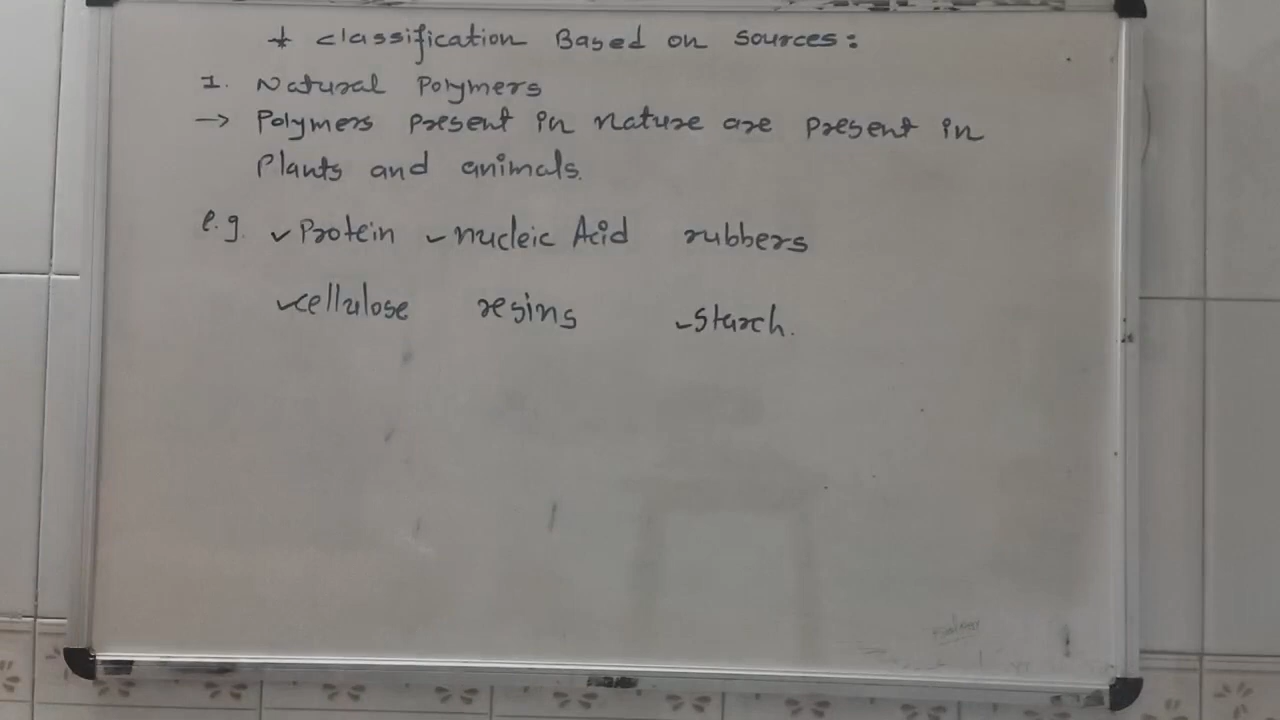 * classification Based on sources:
1. Natural Polymers
→ Polymers present in nature are present in
Plants and animals.
e.g. ✓Protein ✓nucleic Acid rubbers
✓cellulose resins ✓starch.